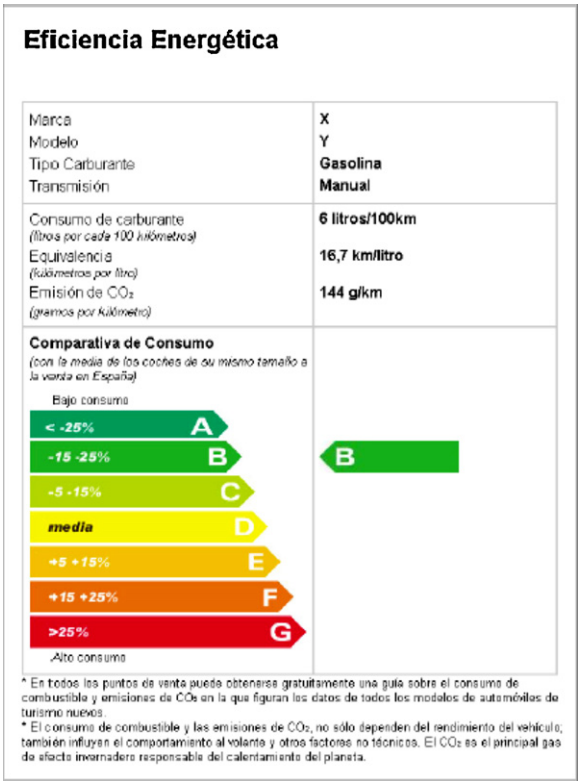 Eficiencia Energética
Marca X
Modelo Y
Tipo Carburante Gasolina
Transmisión Manual
Consumo de carburante 6 litros/100km
(litros por cada 100 kilómetros)
Equivalencia 16,7 km/litro
(kilómetros por litro)
Emisión de CO₂ 144 g/km
(gramos por kilómetro)
Comparativa de Consumo
(con la media de los coches de su mismo tamaño a
la venta en España)
Bajo consumo
< -25% A
-15 -25% B B
-5 -15% C
media D
+5 +15% E
+15 +25% F
>25% G
Alto consumo
* En todos los puntos de venta puede obtenerse gratuitamente una guía sobre el consumo de
combustible y emisiones de CO₂ en la que figuran los datos de todos los modelos de automóviles de
turismo nuevos.
* El consumo de combustible y las emisiones de CO₂, no sólo dependen del rendimiento del vehículo;
también influyen el comportamiento al volante y otros factores no técnicos. El CO₂ es el principal gas
de efecto invernadero responsable del calentamiento del planeta.